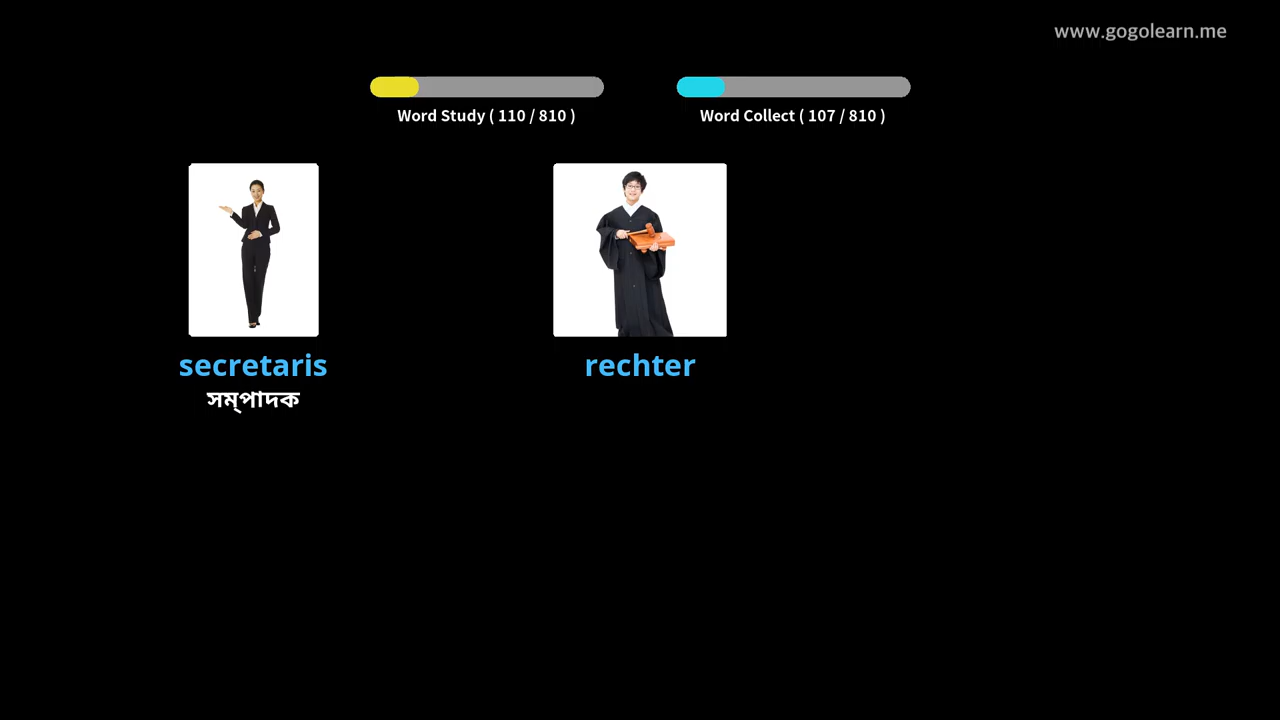 www.gogolearn.me
Word Study ( 110 / 810 )
Word Collect ( 107 / 810 )
secretaris
rechter
সম্পাদক